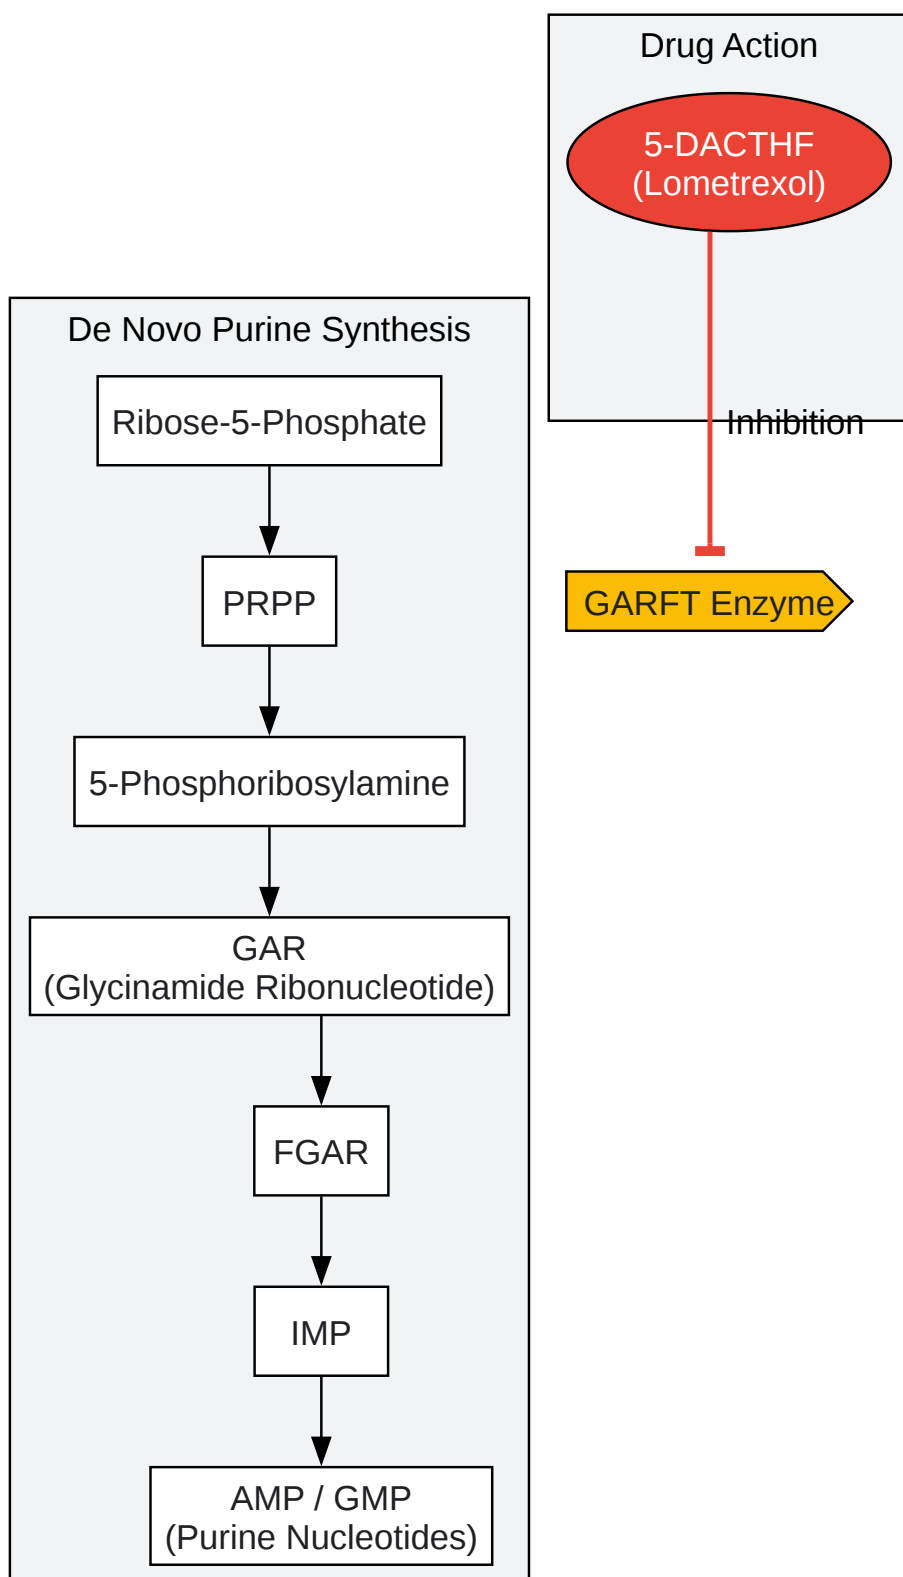 Drug Action
5-DACTHF
(Lometrexol)
Inhibition
GARFT Enzyme
De Novo Purine Synthesis
Ribose-5-Phosphate
PRPP
5-Phosphoribosylamine
GAR
(Glycinamide Ribonucleotide)
FGAR
IMP
AMP / GMP
(Purine Nucleotides)